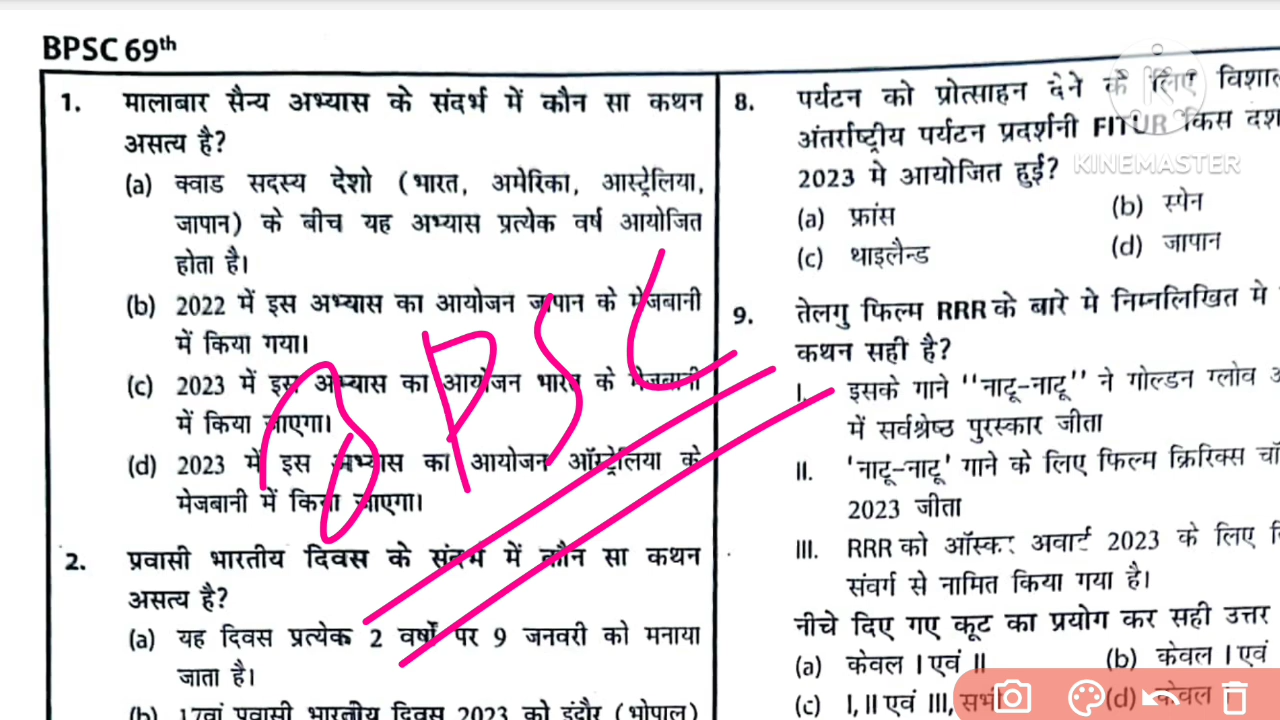 BPSC 69th
1. मालाबार सैन्य अभ्यास के संदर्भ में कौन सा कथन
असत्य है?
(a) क्वाड सदस्य देशो (भारत, अमेरिका, आस्ट्रेलिया,
जापान) के बीच यह अभ्यास प्रत्येक वर्ष आयोजित
होता है।
(b) 2022 में इस अभ्यास का आयोजन जापान के मेजबानी
में किया गया।
(c) 2023 में इस अभ्यास का आयोजन भारत के मेजबानी
में किया जाएगा।
(d) 2023 में इस अभ्यास का आयोजन ऑस्ट्रेलिया के
मेजबानी में किया जाएगा।
2. प्रवासी भारतीय दिवस के संदर्भ में कौन सा कथन
असत्य है?
(a) यह दिवस प्रत्येक 2 वर्षों पर 9 जनवरी को मनाया
जाता है।
(b) 17वां प्रवासी भारतीय दिवस 2023 को इंदौर (भोपाल)
BPSC
8. पर्यटन को प्रोत्साहन देने के लिए
अंतर्राष्ट्रीय पर्यटन प्रदर्शनी FITUR किस
2023 मे आयोजित हुई?
(a) फ्रांस (b) स्पेन
(c) थाइलैन्ड (d) जापान
9. तेलगु फिल्म RRR के बारे मे निम्नलिखित मे
कथन सही है?
I. इसके गाने "नाटू-नाटू" ने गोल्डन ग्लोव
में सर्वश्रेष्ठ पुरस्कार जीता
II. 'नाटू-नाटू' गाने के लिए फिल्म क्रिरिक्स
2023 जीता
III. RRR को ऑस्कर अवार्ट 2023 के लिए
संवर्ग से नामित किया गया है।
नीचे दिए गए कूट का प्रयोग कर सही उत्तर
(a) केवल I एवं II (b) केवल I एवं
(c) I, II एवं III, सभी (d) केवल
KINEMASTER